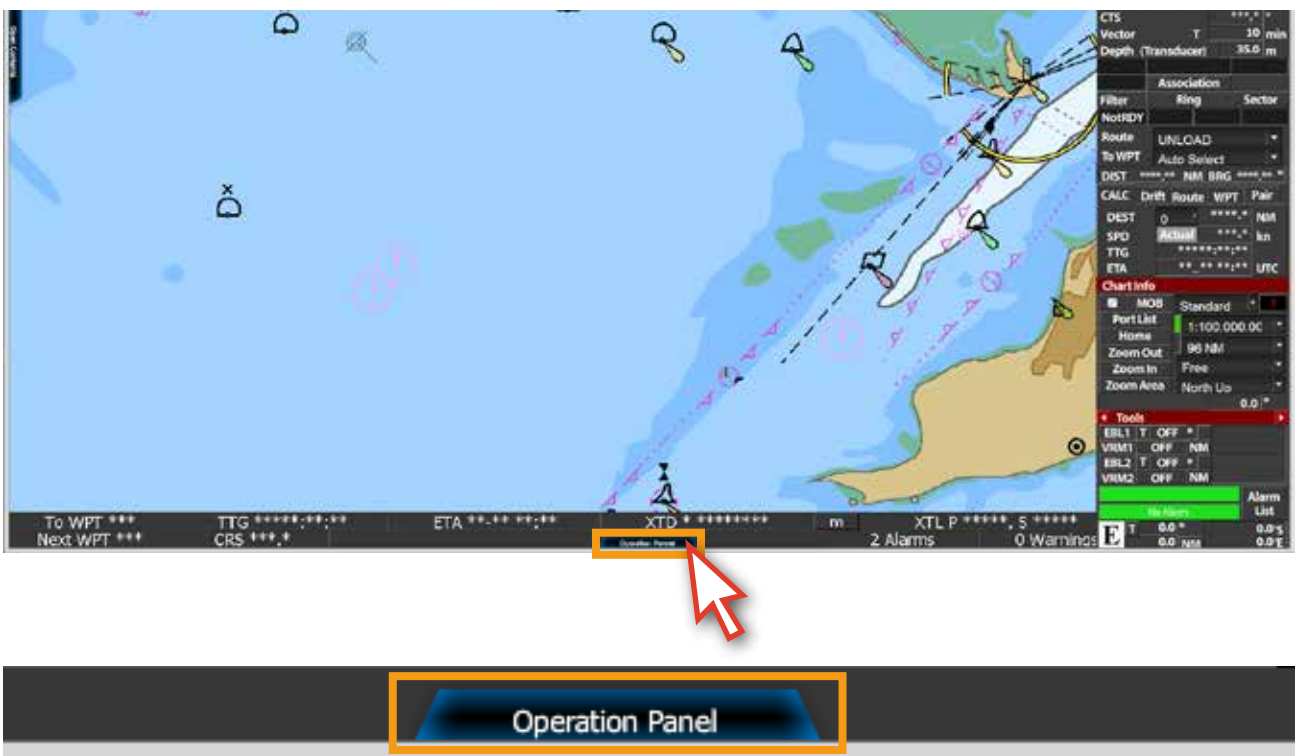 CTS ***.* °
Vector T 10 min
Depth (Transducer) 35.0 m
Association
Filter Ring Sector
NotRDY
Route UNLOAD
To WPT Auto Select
DIST ****.** NM BRG ****.** °
CALC Drift Route WPT Pair
DEST 0 ****.* NM
SPD Actual ***.* kn
TTG *****:**:**
ETA **_** **:** UTC
Chart Info
MOB Standard
Port List 1:100.000.00
Home
96 NM
Zoom Out
Zoom In Free
Zoom Area North Up
0.0 °
Tools
EBL1 T OFF °
VRM1 OFF NM
EBL2 T OFF °
VRM2 OFF NM
Alarm
No Alarm List
To WPT *** TTG *****:**:** ETA **-** **:** XTD * ******** m XTL P *****, S *****
E T 0.0 ° 0.0'S
Next WPT *** CRS ***.* Operation Panel 2 Alarms 0 Warnings
0.0 NM 0.0'E
Operation Panel